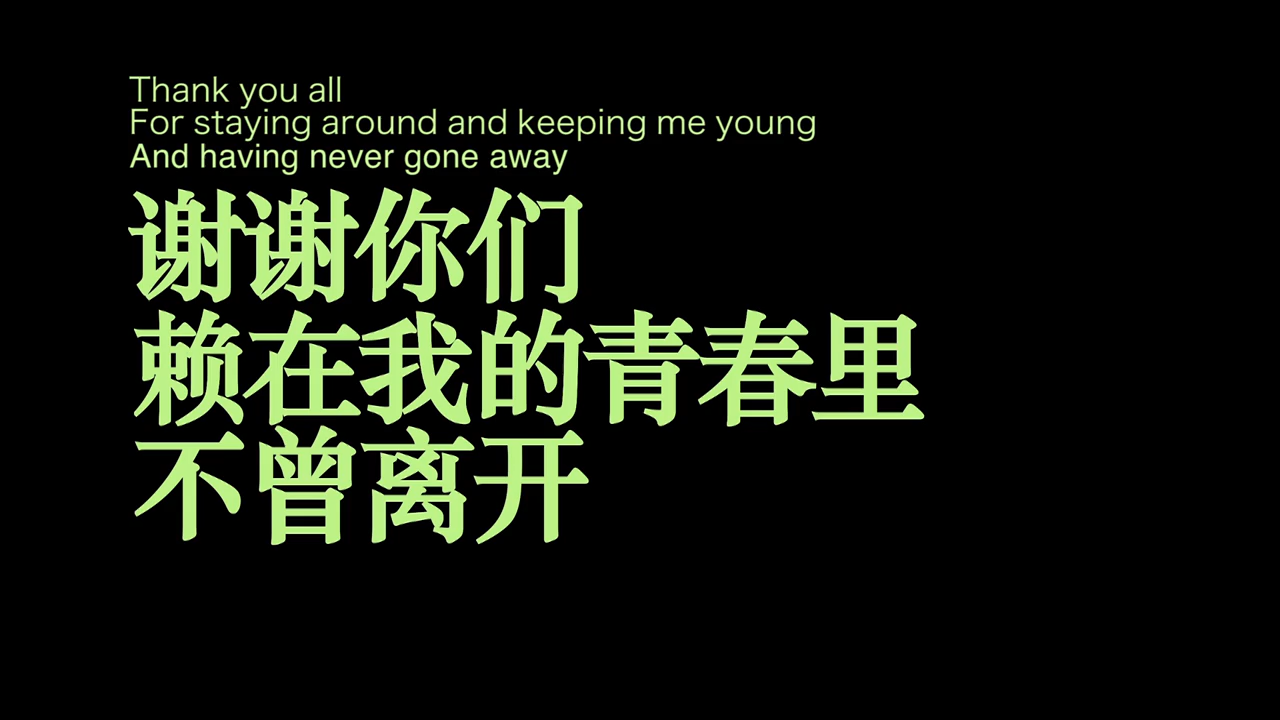 Thank you all
For staying around and keeping me young
And having never gone away
谢谢你们
赖在我的青春里
不曾离开